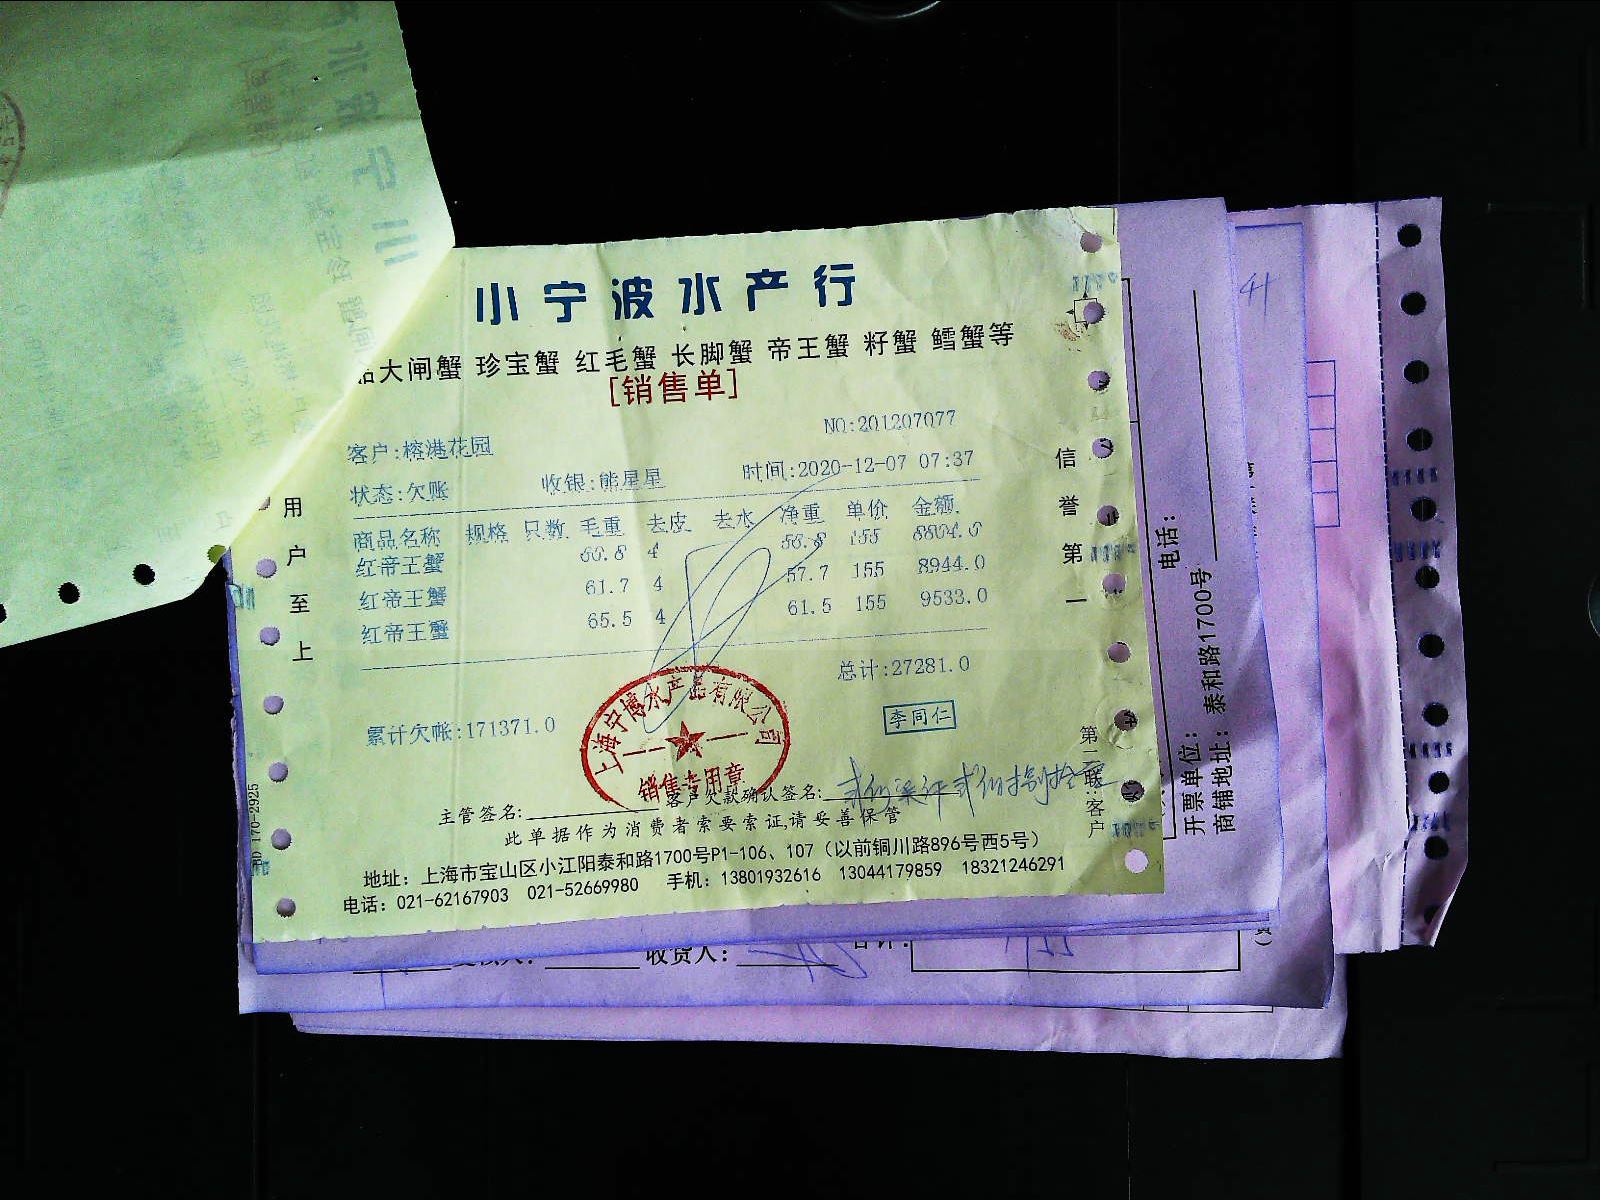 小宁波水产行
大闸蟹 珍宝蟹 红毛蟹 长脚蟹 帝王蟹 籽蟹 鳕蟹等
[销售单]
NO:201207077
客户:榕港花园
状态:欠账 收银:熊星星 时间:2020-12-07 07:37
商品名称 规格 只数 毛重 去皮 去水 净重 单价 金额
红帝王蟹 60.8 4 56.8 155 8804.0
红帝王蟹 61.7 4 57.7 155 8944.0
红帝王蟹 65.5 4 61.5 155 9533.0
总计:27281.0
累计欠帐:171371.0
李同仁
上海宁博水产品有限公司
销售专用章
主管签名: 客户欠款确认签名:
此单据作为消费者索要索证,请妥善保管
地址: 上海市宝山区小江阳泰和路1700号P1-106、107 (以前铜川路896号西5号)
电话: 021-62167903 021-52669980 手机: 13801932616 13044179859 18321246291
用户至上
信誉第一
第二联:客户
170-2925
电话:
开票单位:
商铺地址: 泰和路1700号
收货人:
合计: